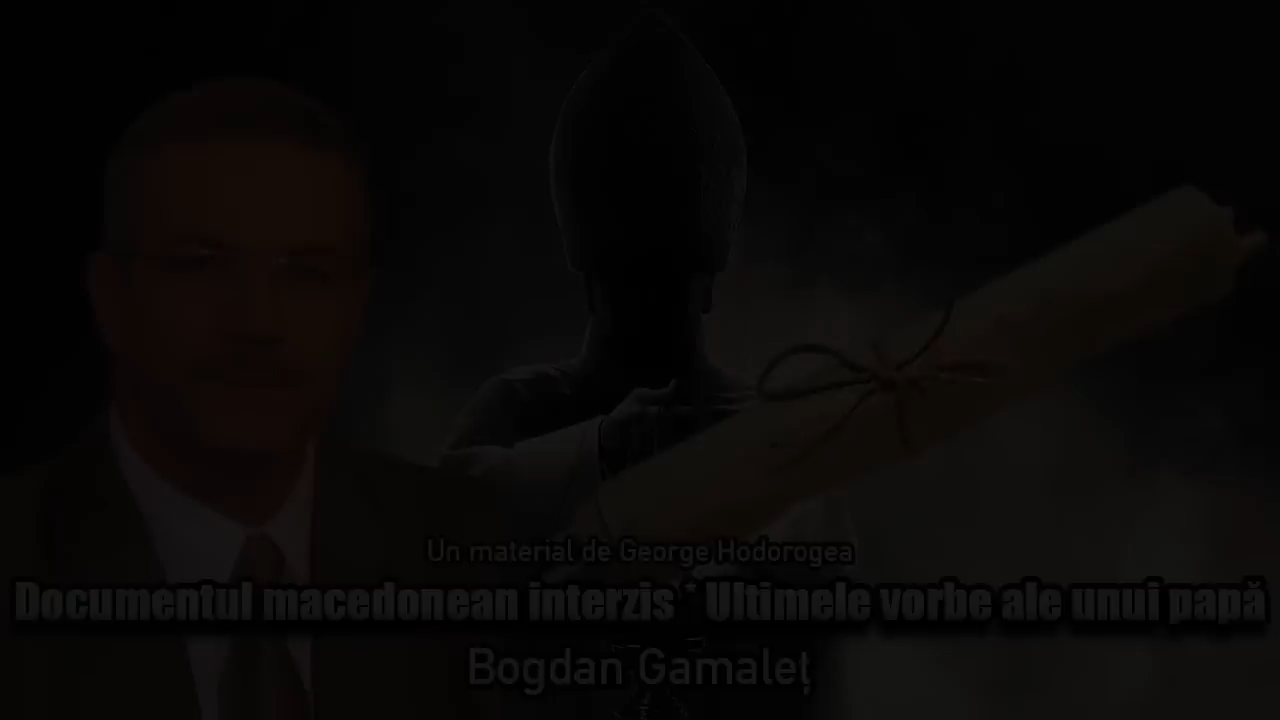 Un material de George Hodorogea
Documentul macedonean interzis * Ultimele vorbe ale unui papă
Bogdan Gamaleț